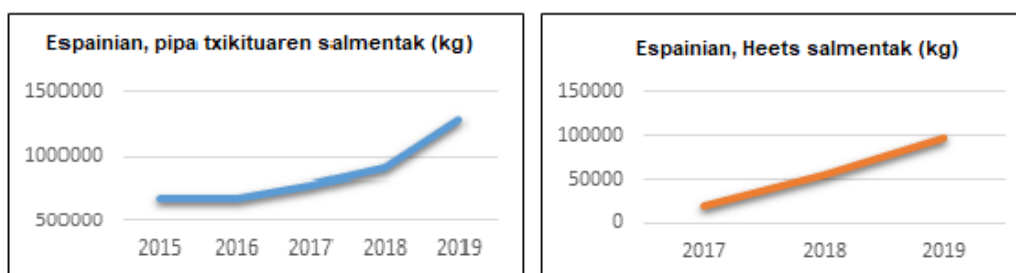 Espainian, pipa txikituaren salmentak (kg)
1500000
1000000
500000
2015 2016 2017 2018 2019
Espainian, Heets salmentak (kg)
150000
100000
50000
0
2017 2018 2019